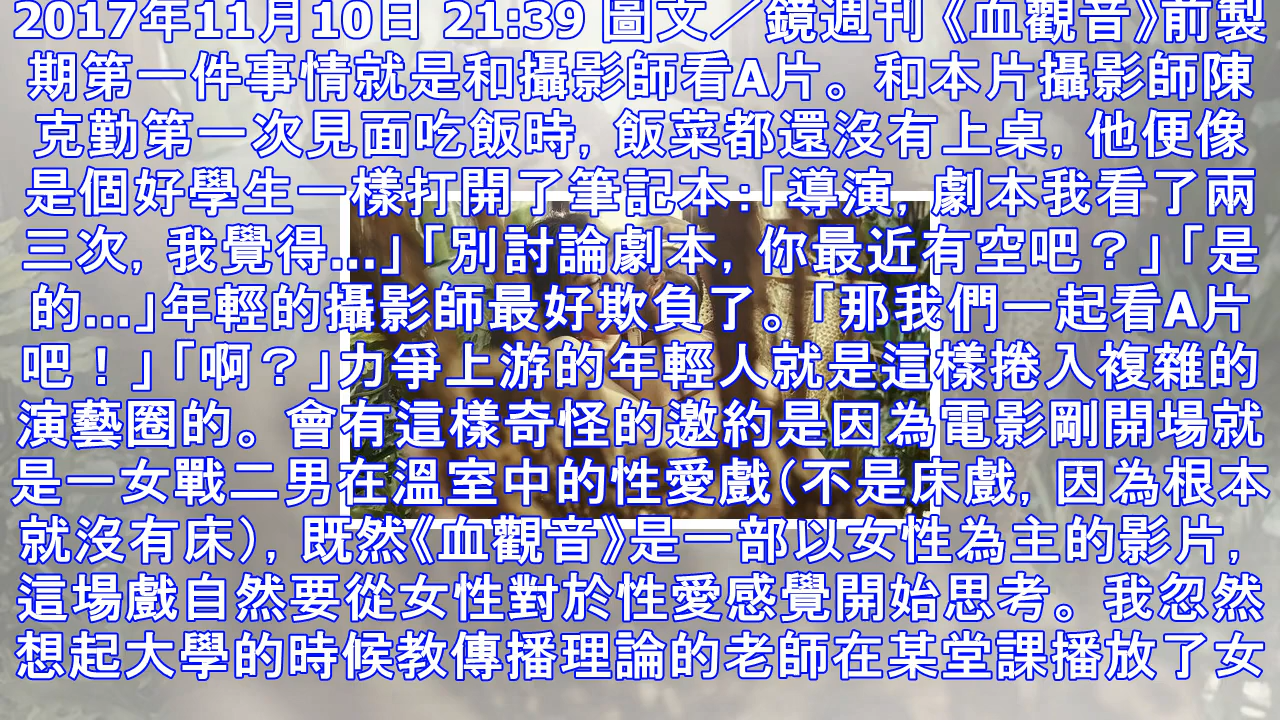 2017年11月10日 21:39 圖文／鏡週刊《血觀音》前製
期第一件事情就是和攝影師看A片。和本片攝影師陳
克勤第一次見面吃飯時, 飯菜都還沒有上桌, 他便像
是個好學生一樣打開了筆記本:「導演, 劇本我看了兩
三次, 我覺得...」「別討論劇本, 你最近有空吧？」「是
的...」年輕的攝影師最好欺負了。「那我們一起看A片
吧！」「啊？」力爭上游的年輕人就是這樣捲入複雜的
演藝圈的。會有這樣奇怪的邀約是因為電影剛開場就
是一女戰二男在溫室中的性愛戲(不是床戲, 因為根本
就沒有床), 既然《血觀音》是一部以女性為主的影片,
這場戲自然要從女性對於性愛感覺開始思考。我忽然
想起大學的時候教傳播理論的老師在某堂課播放了女